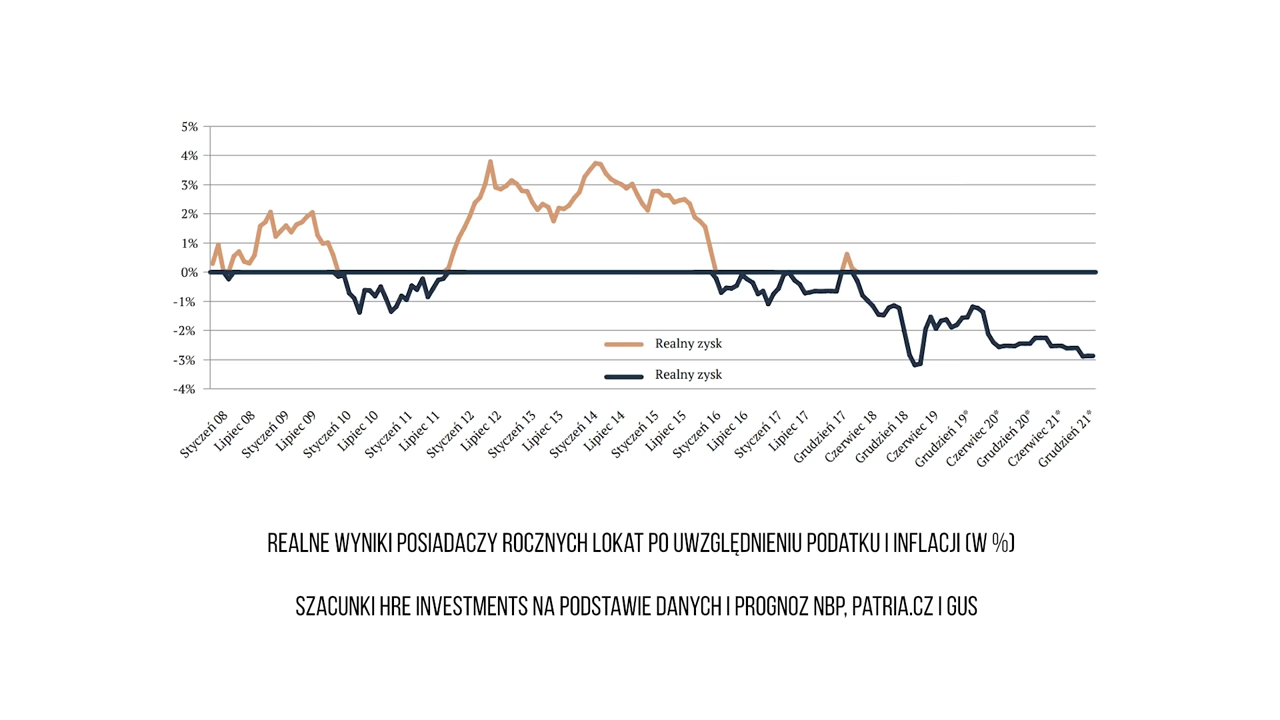 5%
4%
3%
2%
1%
0%
-1%
-2%
-3%
-4%
Realny zysk
Realny zysk
Styczeń 08
Lipiec 08
Styczeń 09
Lipiec 09
Styczeń 10
Lipiec 10
Styczeń 11
Lipiec 11
Styczeń 12
Lipiec 12
Styczeń 13
Lipiec 13
Styczeń 14
Lipiec 14
Styczeń 15
Lipiec 15
Styczeń 16
Lipiec 16
Styczeń 17
Lipiec 17
Grudzień 17
Czerwiec 18
Grudzień 18
Czerwiec 19
Grudzień 19*
Czerwiec 20*
Grudzień 20*
Czerwiec 21*
Grudzień 21*
REALNE WYNIKI POSIADACZY ROCZNYCH LOKAT PO UWZGLĘDNIENIU PODATKU I INFLACJI (W %)
SZACUNKI HRE INVESTMENTS NA PODSTAWIE DANYCH I PROGNOZ NBP, PATRIA.CZ I GUS